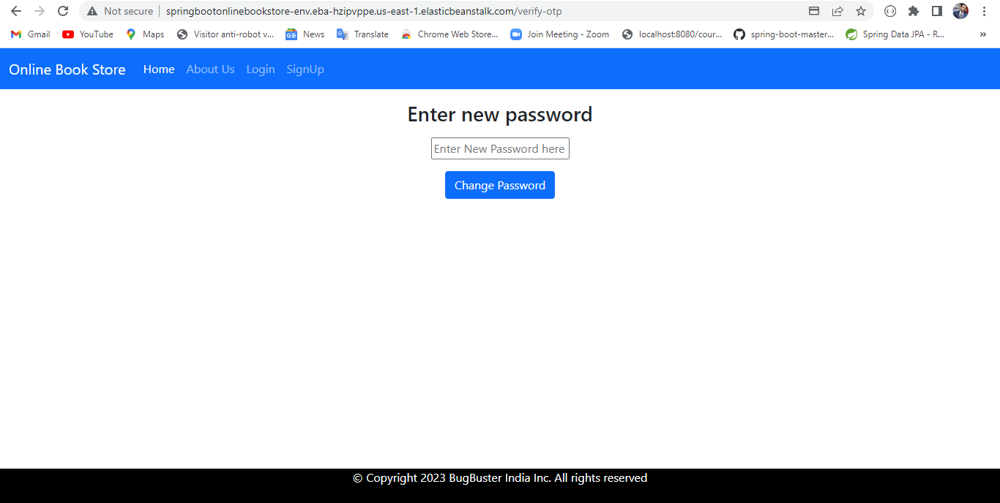 Not secure springbootonlinebookstore-env.eba-hzipvppe.us-east-1.elasticbeanstalk.com/verify-otp
Gmail YouTube Maps Visitor anti-robot v... News Translate Chrome Web Store... Join Meeting - Zoom localhost:8080/cour... spring-boot-master... Spring Data JPA - R... »
Online Book Store Home About Us Login SignUp
Enter new password
Enter New Password here
Change Password
© Copyright 2023 BugBuster India Inc. All rights reserved